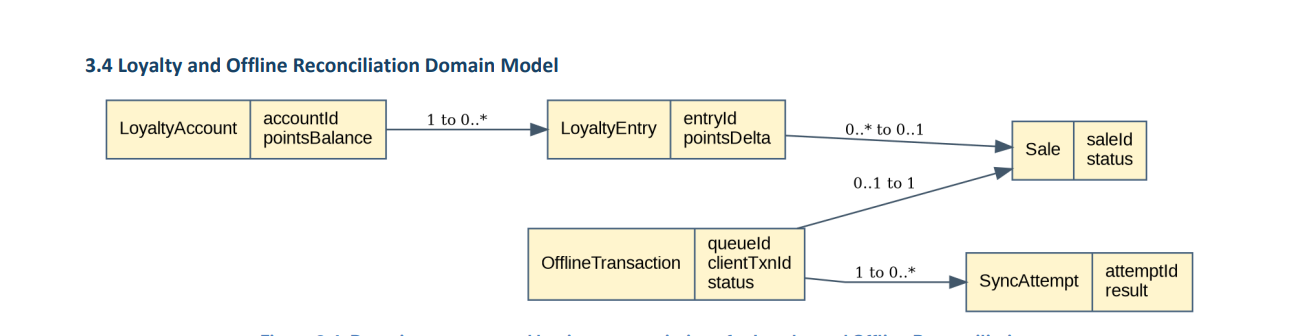 3.4 Loyalty and Offline Reconciliation Domain Model
LoyaltyAccount
accountId
pointsBalance
1 to 0..*
LoyaltyEntry
entryId
pointsDelta
0..* to 0..1
Sale
saleId
status
0..1 to 1
OfflineTransaction
queueId
clientTxnId
status
1 to 0..*
SyncAttempt
attemptId
result